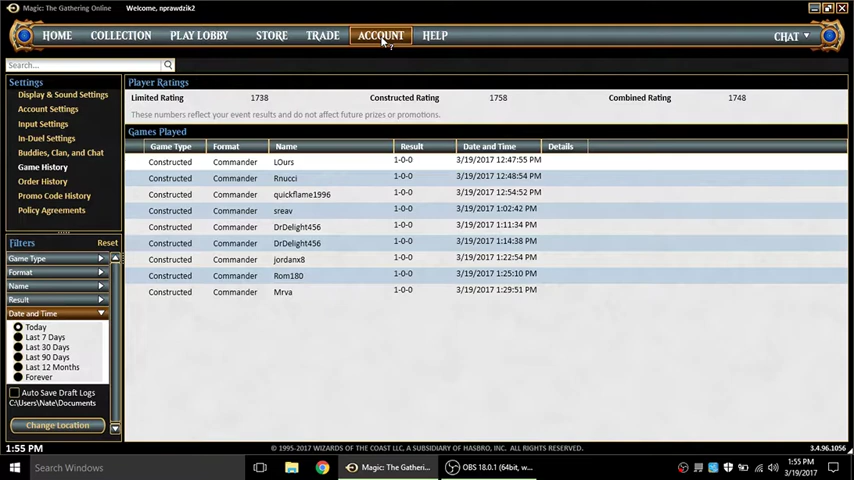 Magic: The Gathering Online
Welcome, nprawdzik2
HOME COLLECTION PLAY LOBBY STORE TRADE ACCOUNT HELP CHAT
Search...
Settings
Display & Sound Settings
Account Settings
Input Settings
In-Duel Settings
Buddies, Clan, and Chat
Game History
Order History
Promo Code History
Policy Agreements
Filters Reset
Game Type
Format
Name
Result
Date and Time
Today
Last 7 Days
Last 30 Days
Last 90 Days
Last 12 Months
Forever
Auto Save Draft Logs
C:\Users\Nate\Documents
Change Location
Player Ratings
Limited Rating 1738 Constructed Rating 1758 Combined Rating 1748
These numbers reflect your event results and do not affect future prizes or promotions.
Games Played
Game Type Format Name Result Date and Time Details
Constructed Commander LOurs 1-0-0 3/19/2017 12:47:55 PM
Constructed Commander Rnucci 1-0-0 3/19/2017 12:48:54 PM
Constructed Commander quickflame1996 1-0-0 3/19/2017 12:54:52 PM
Constructed Commander sreav 1-0-0 3/19/2017 1:02:42 PM
Constructed Commander DrDelight456 1-0-0 3/19/2017 1:11:34 PM
Constructed Commander DrDelight456 1-0-0 3/19/2017 1:14:38 PM
Constructed Commander jordanx8 1-0-0 3/19/2017 1:22:54 PM
Constructed Commander Rom180 1-0-0 3/19/2017 1:25:10 PM
Constructed Commander Mrva 1-0-0 3/19/2017 1:29:51 PM
1:55 PM
© 1995-2017 WIZARDS OF THE COAST LLC, A SUBSIDIARY OF HASBRO, INC. ALL RIGHTS RESERVED.
3.4.96.1056
Search Windows
Magic: The Gatheri...
OBS 18.0.1 (64bit, w...
1:55 PM
3/19/2017